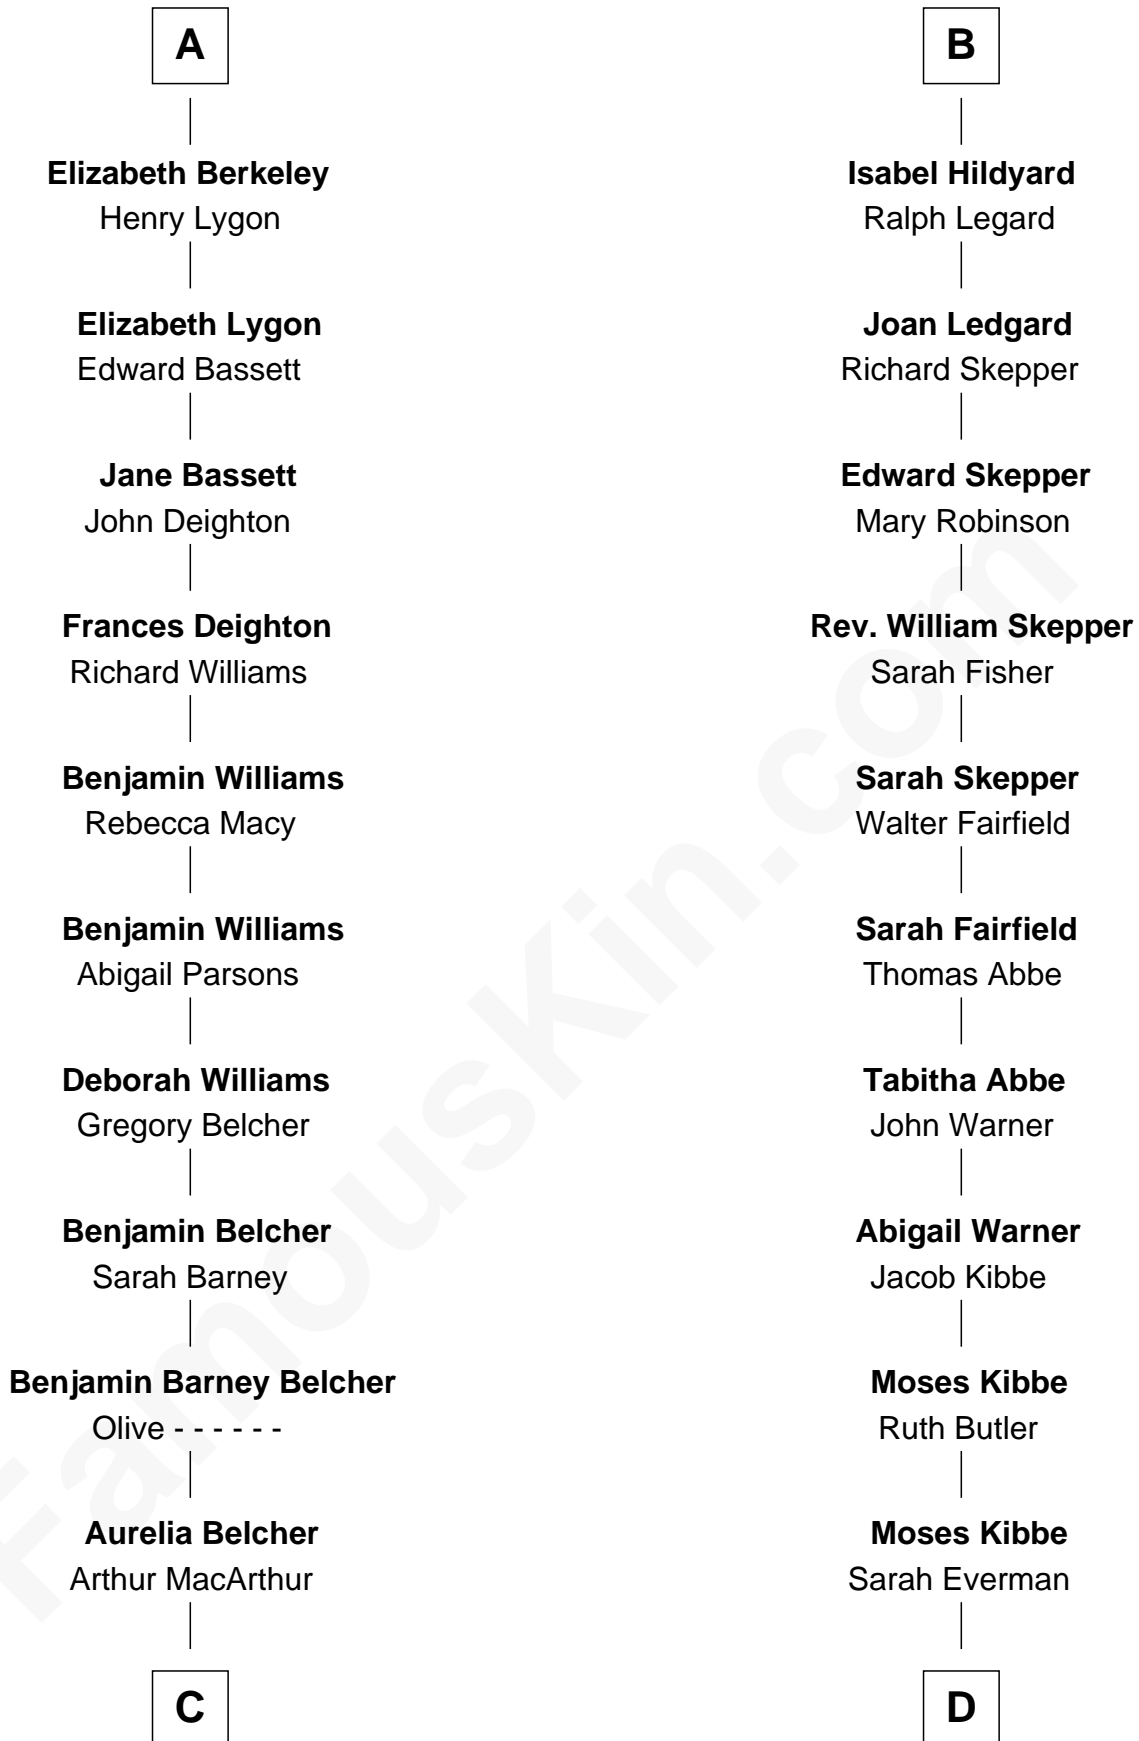 A
Elizabeth Berkeley
Henry Lygon
Elizabeth Lygon
Edward Bassett
Jane Bassett
John Deighton
Frances Deighton
Richard Williams
Benjamin Williams
Rebecca Macy
Benjamin Williams
Abigail Parsons
Deborah Williams
Gregory Belcher
Benjamin Belcher
Sarah Barney
Benjamin Barney Belcher
Olive - - - - - -
Aurelia Belcher
Arthur MacArthur
C
B
Isabel Hildyard
Ralph Legard
Joan Ledgard
Richard Skepper
Edward Skepper
Mary Robinson
Rev. William Skepper
Sarah Fisher
Sarah Skepper
Walter Fairfield
Sarah Fairfield
Thomas Abbe
Tabitha Abbe
John Warner
Abigail Warner
Jacob Kibbe
Moses Kibbe
Ruth Butler
Moses Kibbe
Sarah Everman
D
FamousKin.com